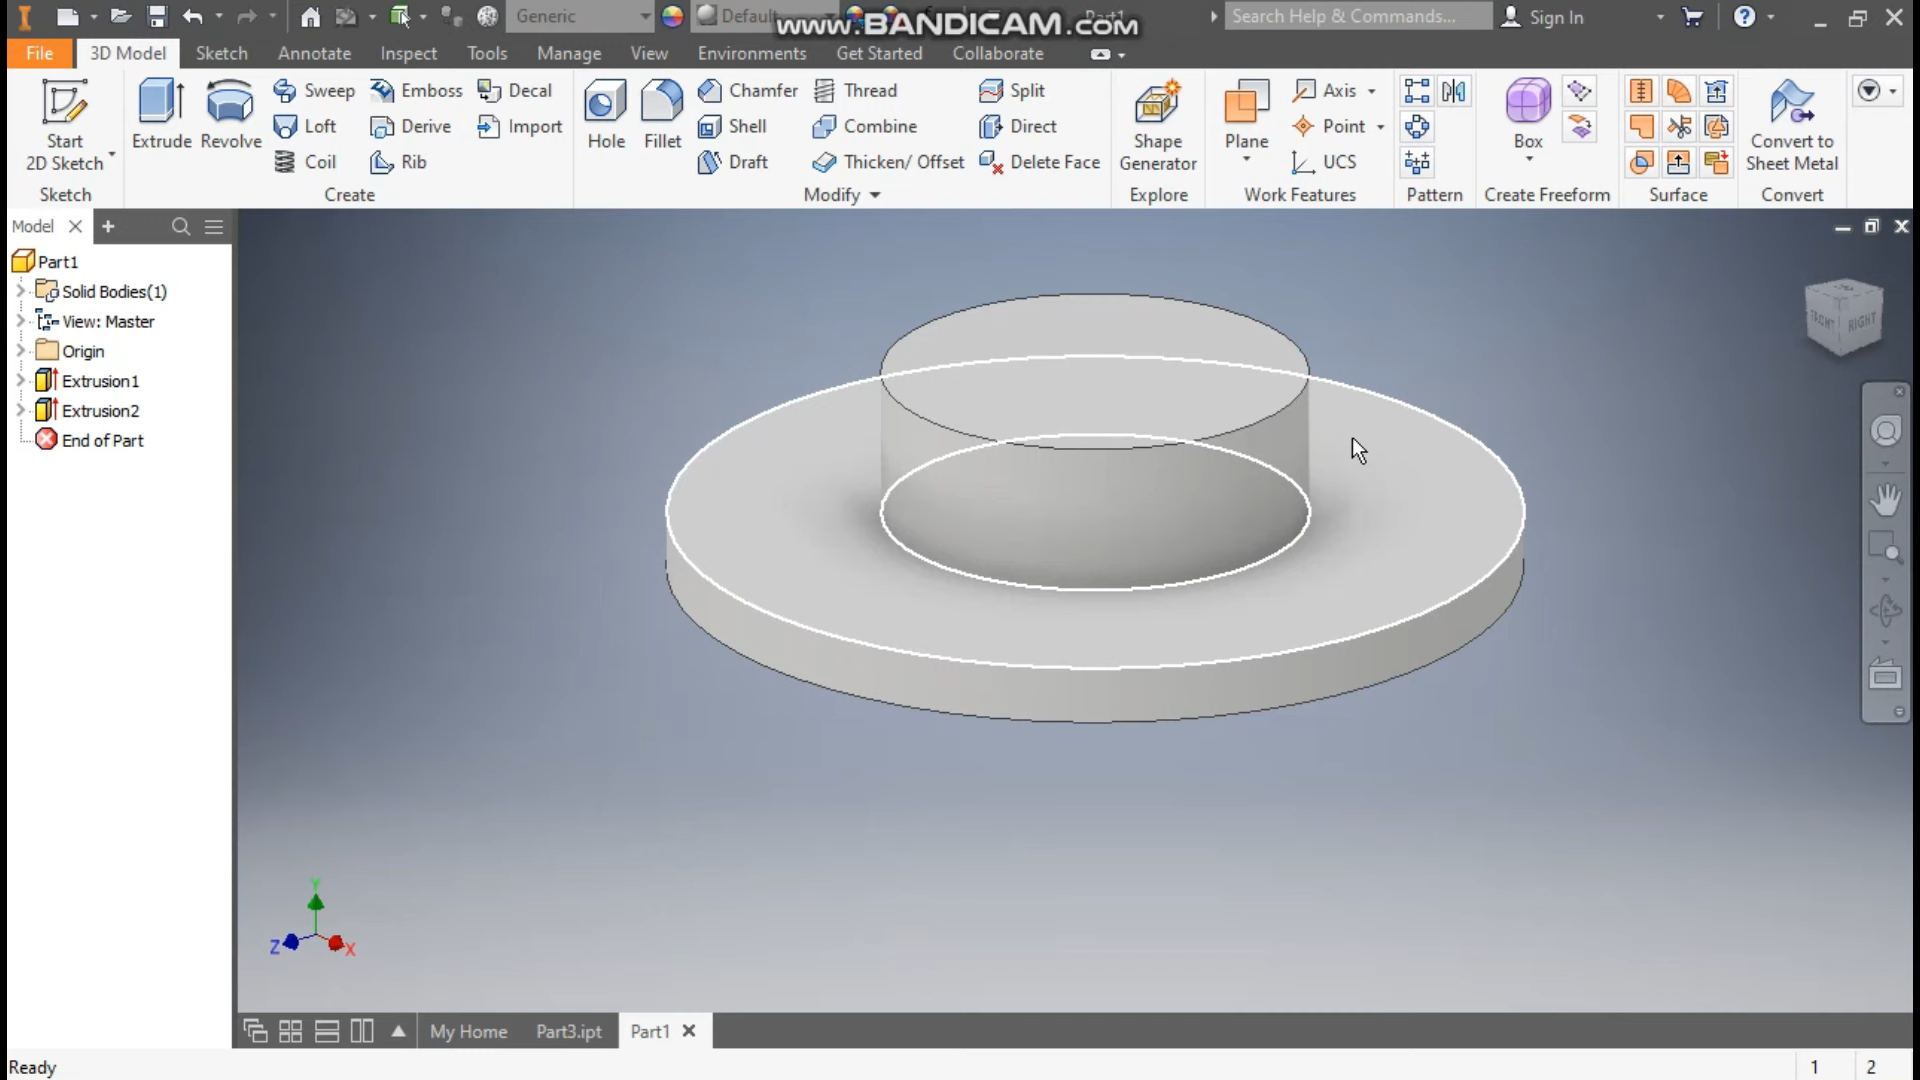 Generic
Default
Part1
www.BANDICAM.com
Search Help & Commands...
Sign In
File
3D Model
Sketch
Annotate
Inspect
Tools
Manage
View
Environments
Get Started
Collaborate
Start
2D Sketch
Sketch
Extrude
Revolve
Sweep
Emboss
Decal
Loft
Derive
Import
Coil
Rib
Create
Hole
Fillet
Chamfer
Thread
Split
Shell
Combine
Direct
Draft
Thicken/ Offset
Delete Face
Modify
Shape
Generator
Explore
Plane
Axis
Point
UCS
Work Features
Pattern
Box
Create Freeform
Surface
Convert to
Sheet Metal
Convert
Model
Part1
Solid Bodies(1)
View: Master
Origin
Extrusion1
Extrusion2
End of Part
FRONT
RIGHT
Y
Z
X
My Home
Part3.ipt
Part1
Ready
1
2